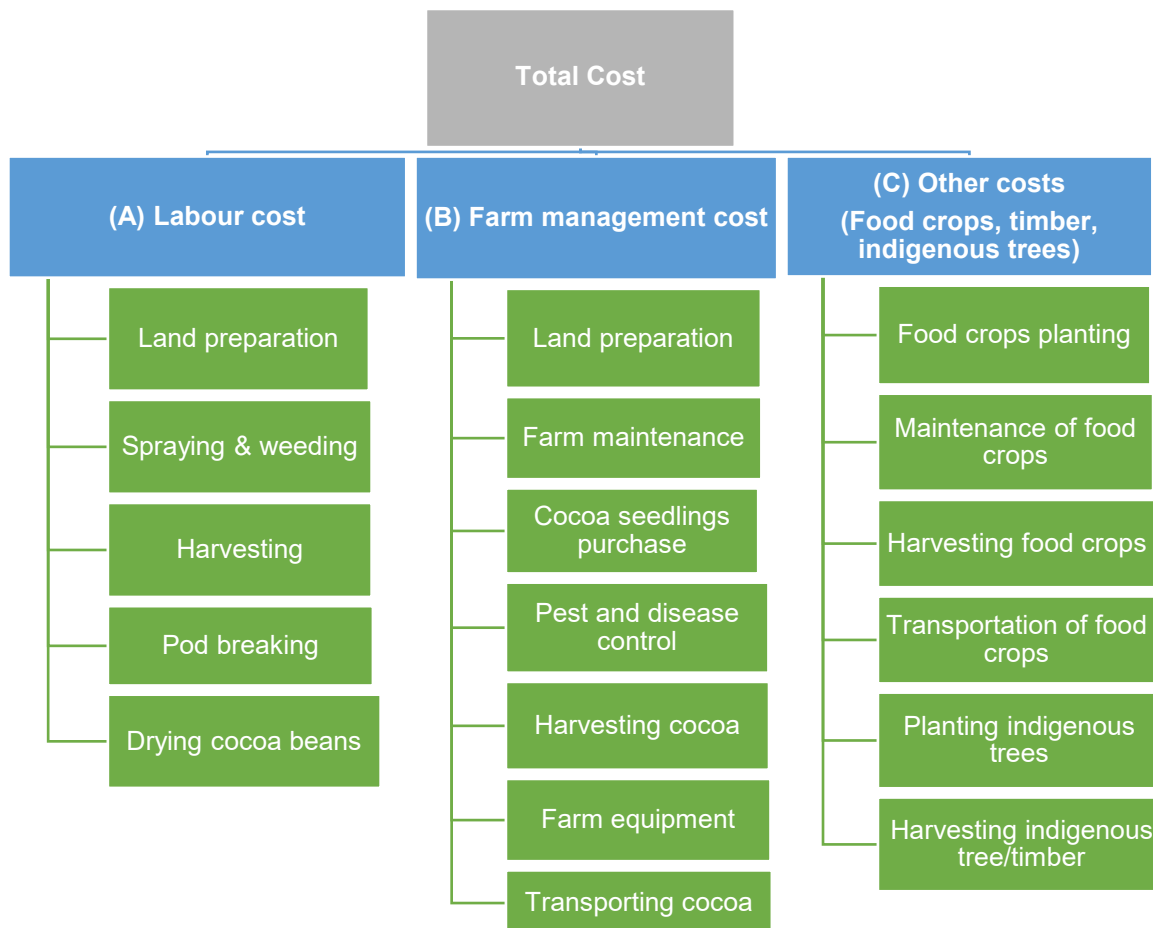 Total Cost
(A) Labour cost
Land preparation
Spraying & weeding
Harvesting
Pod breaking
Drying cocoa beans
(B) Farm management cost
Land preparation
Farm maintenance
Cocoa seedlings
purchase
Pest and disease
control
Harvesting cocoa
Farm equipment
Transporting cocoa
(C) Other costs
(Food crops, timber,
indigenous trees)
Food crops planting
Maintenance of food
crops
Harvesting food crops
Transportation of food
crops
Planting indigenous
trees
Harvesting indigenous
tree/timber